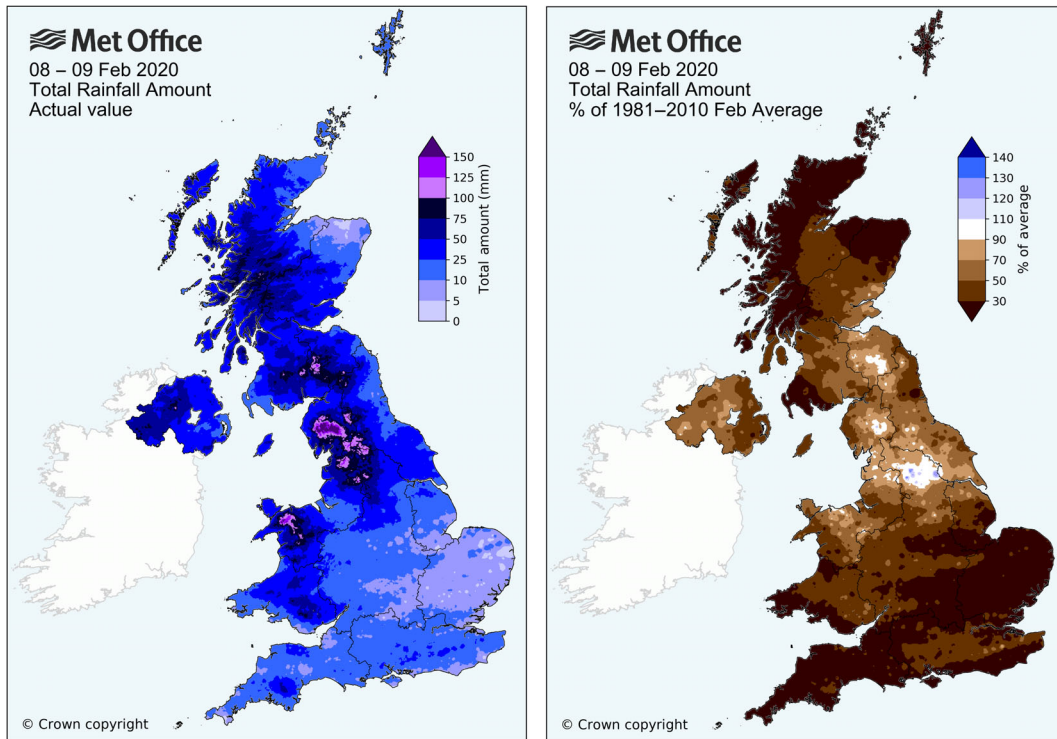 Met Office
08 – 09 Feb 2020
Total Rainfall Amount
Actual value
150
125
100
75
50
25
10
5
0
Total amount (mm)
© Crown copyright
Met Office
08 – 09 Feb 2020
Total Rainfall Amount
% of 1981–2010 Feb Average
140
130
110
90
70
50
30
% of average
© Crown copyright